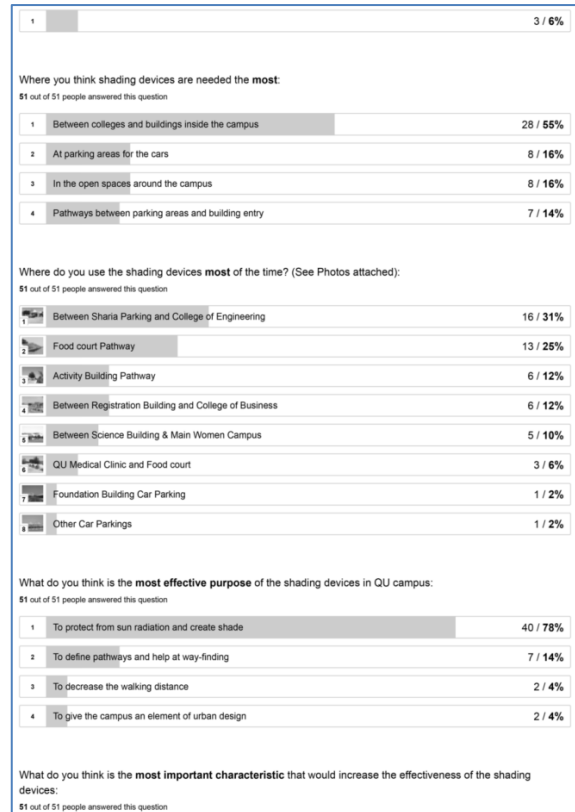 1 3 / 6%
Where you think shading devices are needed the most:
51 out of 51 people answered this question
1 Between colleges and buildings inside the campus 28 / 55%
2 At parking areas for the cars 8 / 16%
3 In the open spaces around the campus 8 / 16%
4 Pathways between parking areas and building entry 7 / 14%
Where do you use the shading devices most of the time? (See Photos attached):
51 out of 51 people answered this question
1 Between Sharia Parking and College of Engineering 16 / 31%
2 Food court Pathway 13 / 25%
3 Activity Building Pathway 6 / 12%
4 Between Registration Building and College of Business 6 / 12%
5 Between Science Building & Main Women Campus 5 / 10%
6 QU Medical Clinic and Food court 3 / 6%
7 Foundation Building Car Parking 1 / 2%
8 Other Car Parkings 1 / 2%
What do you think is the most effective purpose of the shading devices in QU campus:
51 out of 51 people answered this question
1 To protect from sun radiation and create shade 40 / 78%
2 To define pathways and help at way-finding 7 / 14%
3 To decrease the walking distance 2 / 4%
4 To give the campus an element of urban design 2 / 4%
What do you think is the most important characteristic that would increase the effectiveness of the shading
devices:
51 out of 51 people answered this question